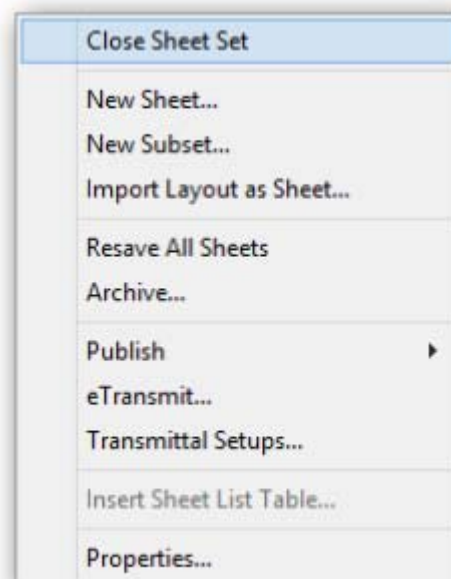 Close Sheet Set
New Sheet...
New Subset...
Import Layout as Sheet...
Resave All Sheets
Archive...
Publish
eTransmit...
Transmittal Setups...
Insert Sheet List Table...
Properties...